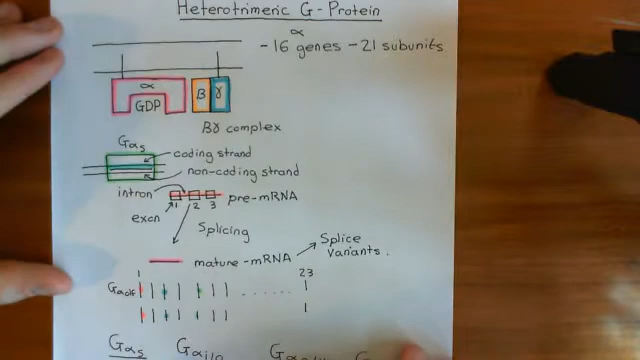 Heterotrimeric G-Protein
α
-16 genes -21 subunits
α
GDP
β
γ
βγ complex
Gαs
coding strand
non-coding strand
intron
pre-mRNA
1 2 3
exon
Splicing
Splice
mature-mRNA
Variants.
1
23
Gαolf
Gαs